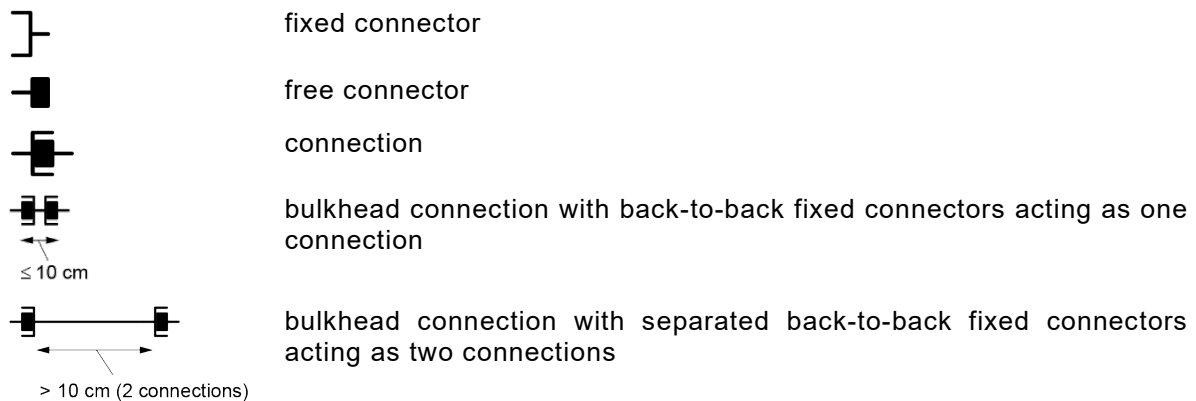 fixed connector
free connector
connection
bulkhead connection with back-to-back fixed connectors acting as one
connection
≤ 10 cm
bulkhead connection with separated back-to-back fixed connectors
acting as two connections
> 10 cm (2 connections)